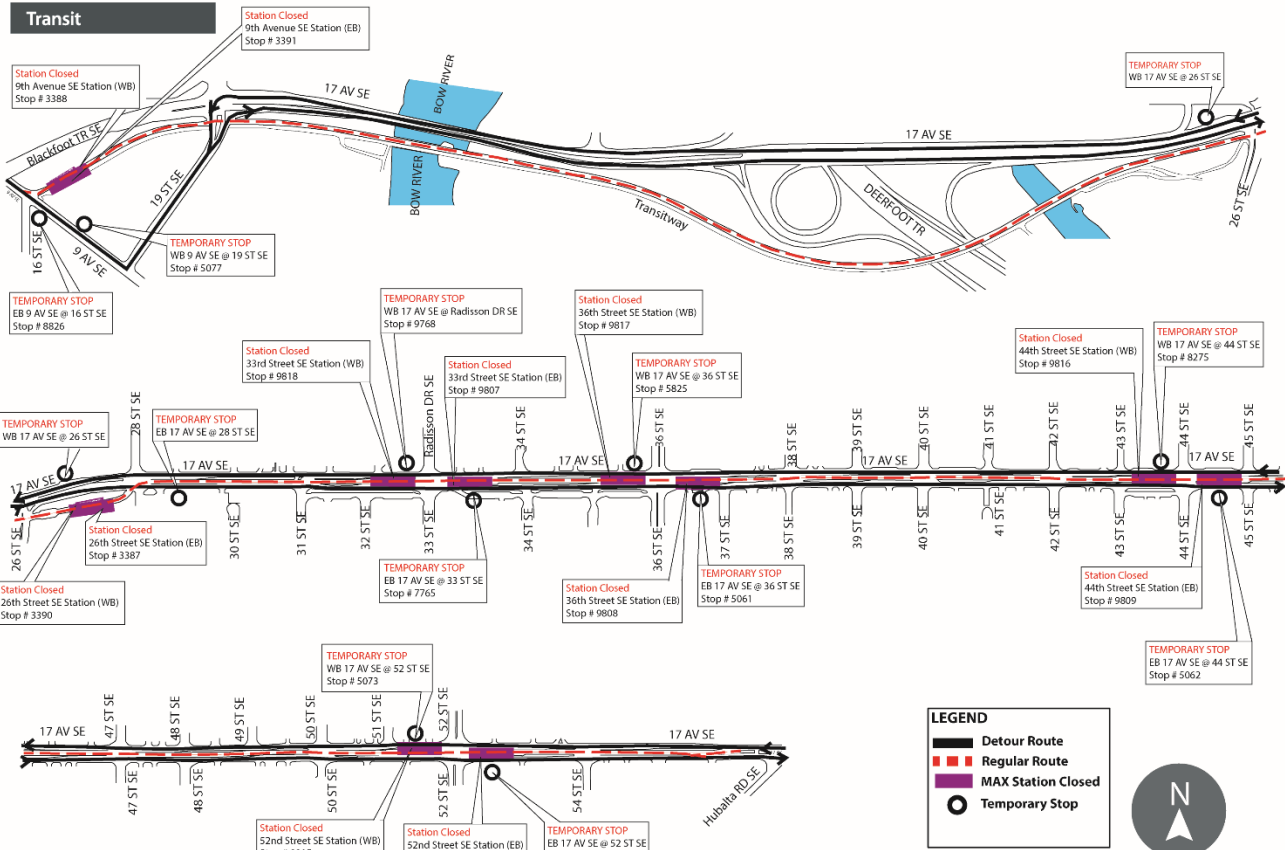 Transit
Station Closed
9th Avenue SE Station (EB)
Stop # 3391
Station Closed
9th Avenue SE Station (WB)
Stop # 3388
TEMPORARY STOP
WB 17 AV SE @ 26 ST SE
17 AV SE
BOW RIVER
17 AV SE
Blackfoot TR SE
19 ST SE
BOW RIVER
Transitway
DEERFOOT TR
26 ST SE
16 ST SE
9 AV SE
TEMPORARY STOP
WB 9 AV SE @ 19 ST SE
Stop # 5077
TEMPORARY STOP
EB 9 AV SE @ 16 ST SE
Stop # 8826
TEMPORARY STOP
WB 17 AV SE @ Radisson DR SE
Stop # 9768
Station Closed
36th Street SE Station (WB)
Stop # 9817
Station Closed
33rd Street SE Station (WB)
Stop # 9818
Station Closed
33rd Street SE Station (EB)
Stop # 9807
TEMPORARY STOP
WB 17 AV SE @ 36 ST SE
Stop # 5825
Station Closed
44th Street SE Station (WB)
Stop # 9816
TEMPORARY STOP
WB 17 AV SE @ 44 ST SE
Stop # 8275
TEMPORARY STOP
WB 17 AV SE @ 26 ST SE
28 ST SE
TEMPORARY STOP
EB 17 AV SE @ 28 ST SE
Radisson DR SE
34 ST SE
36 ST SE
38 ST SE
39 ST SE
40 ST SE
41 ST SE
42 ST SE
43 ST SE
44 ST SE
45 ST SE
17 AV SE
17 AV SE
17 AV SE
17 AV SE
17 AV SE
26 ST SE
30 ST SE
31 ST SE
32 ST SE
33 ST SE
34 ST SE
36 ST SE
37 ST SE
38 ST SE
39 ST SE
40 ST SE
41 ST SE
42 ST SE
43 ST SE
44 ST SE
45 ST SE
Station Closed
26th Street SE Station (EB)
Stop # 3387
Station Closed
26th Street SE Station (WB)
Stop # 3390
TEMPORARY STOP
EB 17 AV SE @ 33 ST SE
Stop # 7765
Station Closed
36th Street SE Station (EB)
Stop # 9808
TEMPORARY STOP
EB 17 AV SE @ 36 ST SE
Stop # 5061
Station Closed
44th Street SE Station (EB)
Stop # 9809
TEMPORARY STOP
EB 17 AV SE @ 44 ST SE
Stop # 5062
TEMPORARY STOP
WB 17 AV SE @ 52 ST SE
Stop # 5073
17 AV SE
47 ST SE
48 ST SE
49 ST SE
50 ST SE
51 ST SE
52 ST SE
17 AV SE
47 ST SE
48 ST SE
50 ST SE
52 ST SE
54 ST SE
Hubalta RD SE
Station Closed
52nd Street SE Station (WB)
Station Closed
52nd Street SE Station (EB)
TEMPORARY STOP
EB 17 AV SE @ 52 ST SE
LEGEND
Detour Route
Regular Route
MAX Station Closed
Temporary Stop
N